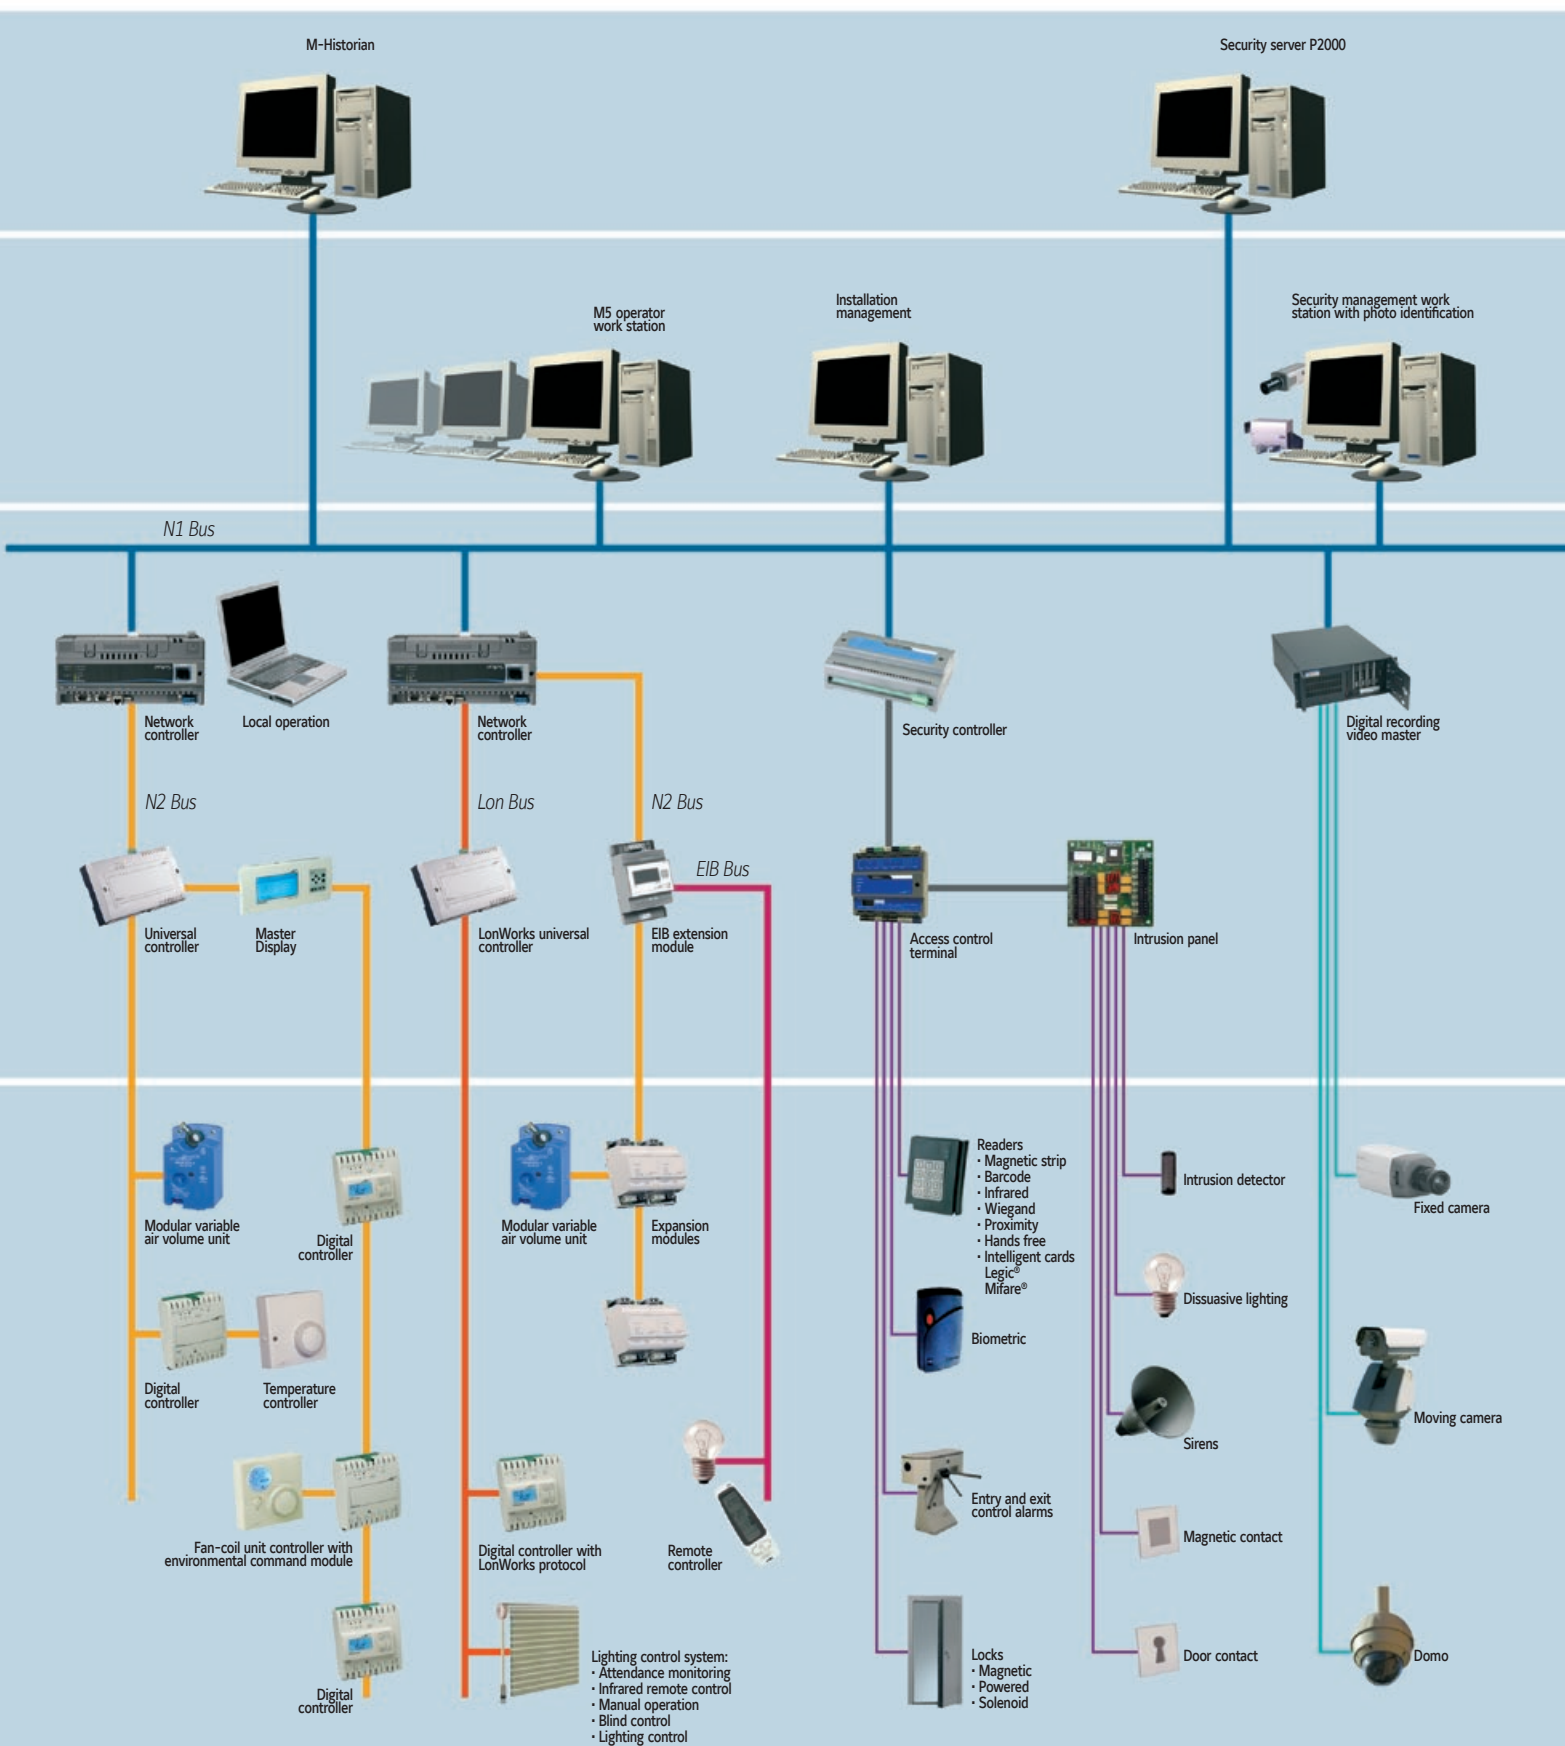 M-Historian
Security server P2000
M5 operator
work station
Installation
management
Security management work
station with photo identification
N1 Bus
Network
controller
Local operation
Network
controller
Security controller
Digital recording
video master
N2 Bus
Lon Bus
N2 Bus
EIB Bus
Universal
controller
Master
Display
LonWorks universal
controller
EIB extension
module
Access control
terminal
Intrusion panel
Modular variable
air volume unit
Digital
controller
Modular variable
air volume unit
Expansion
modules
Readers
· Magnetic strip
· Barcode
· Infrared
· Wiegand
· Proximity
· Hands free
· Intelligent cards
Legic®
Mifare®
Intrusion detector
Fixed camera
Dissuasive lighting
Biometric
Digital
controller
Temperature
controller
Moving camera
Sirens
Entry and exit
control alarms
Fan-coil unit controller with
environmental command module
Digital controller with
LonWorks protocol
Remote
controller
Magnetic contact
Digital
controller
Lighting control system:
· Attendance monitoring
· Infrared remote control
· Manual operation
· Blind control
· Lighting control
Locks
· Magnetic
· Powered
· Solenoid
Door contact
Domo